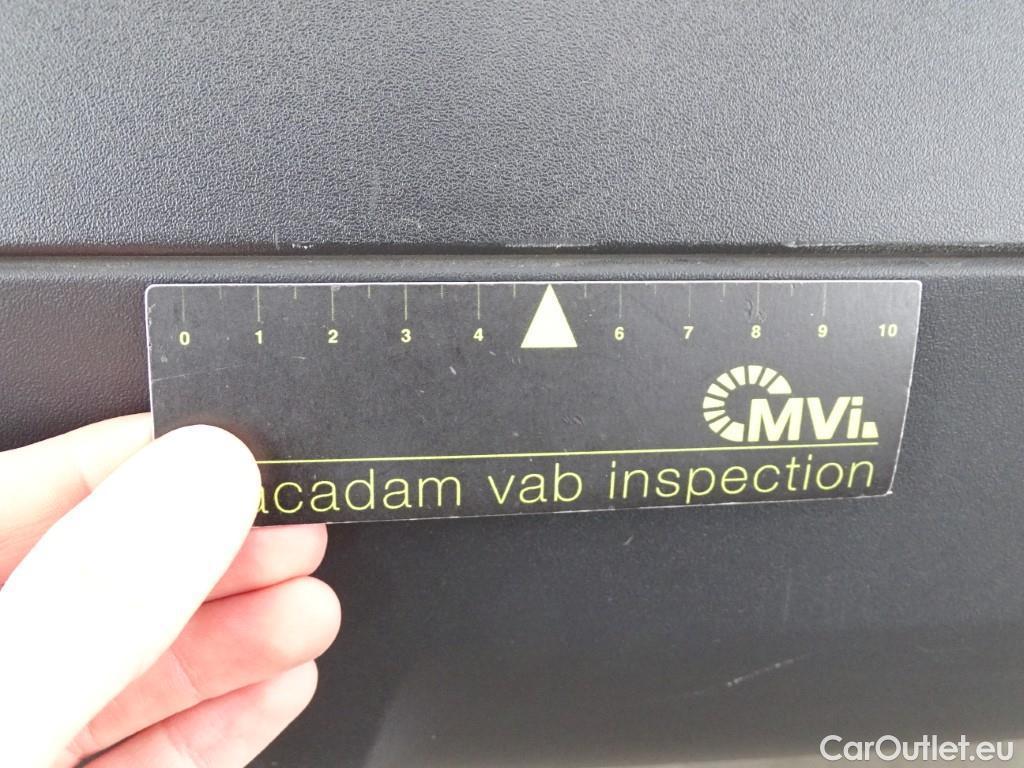 0 1 2 3 4 6 7 8 9 10
MVi
acadam vab inspection
CarOutlet.eu